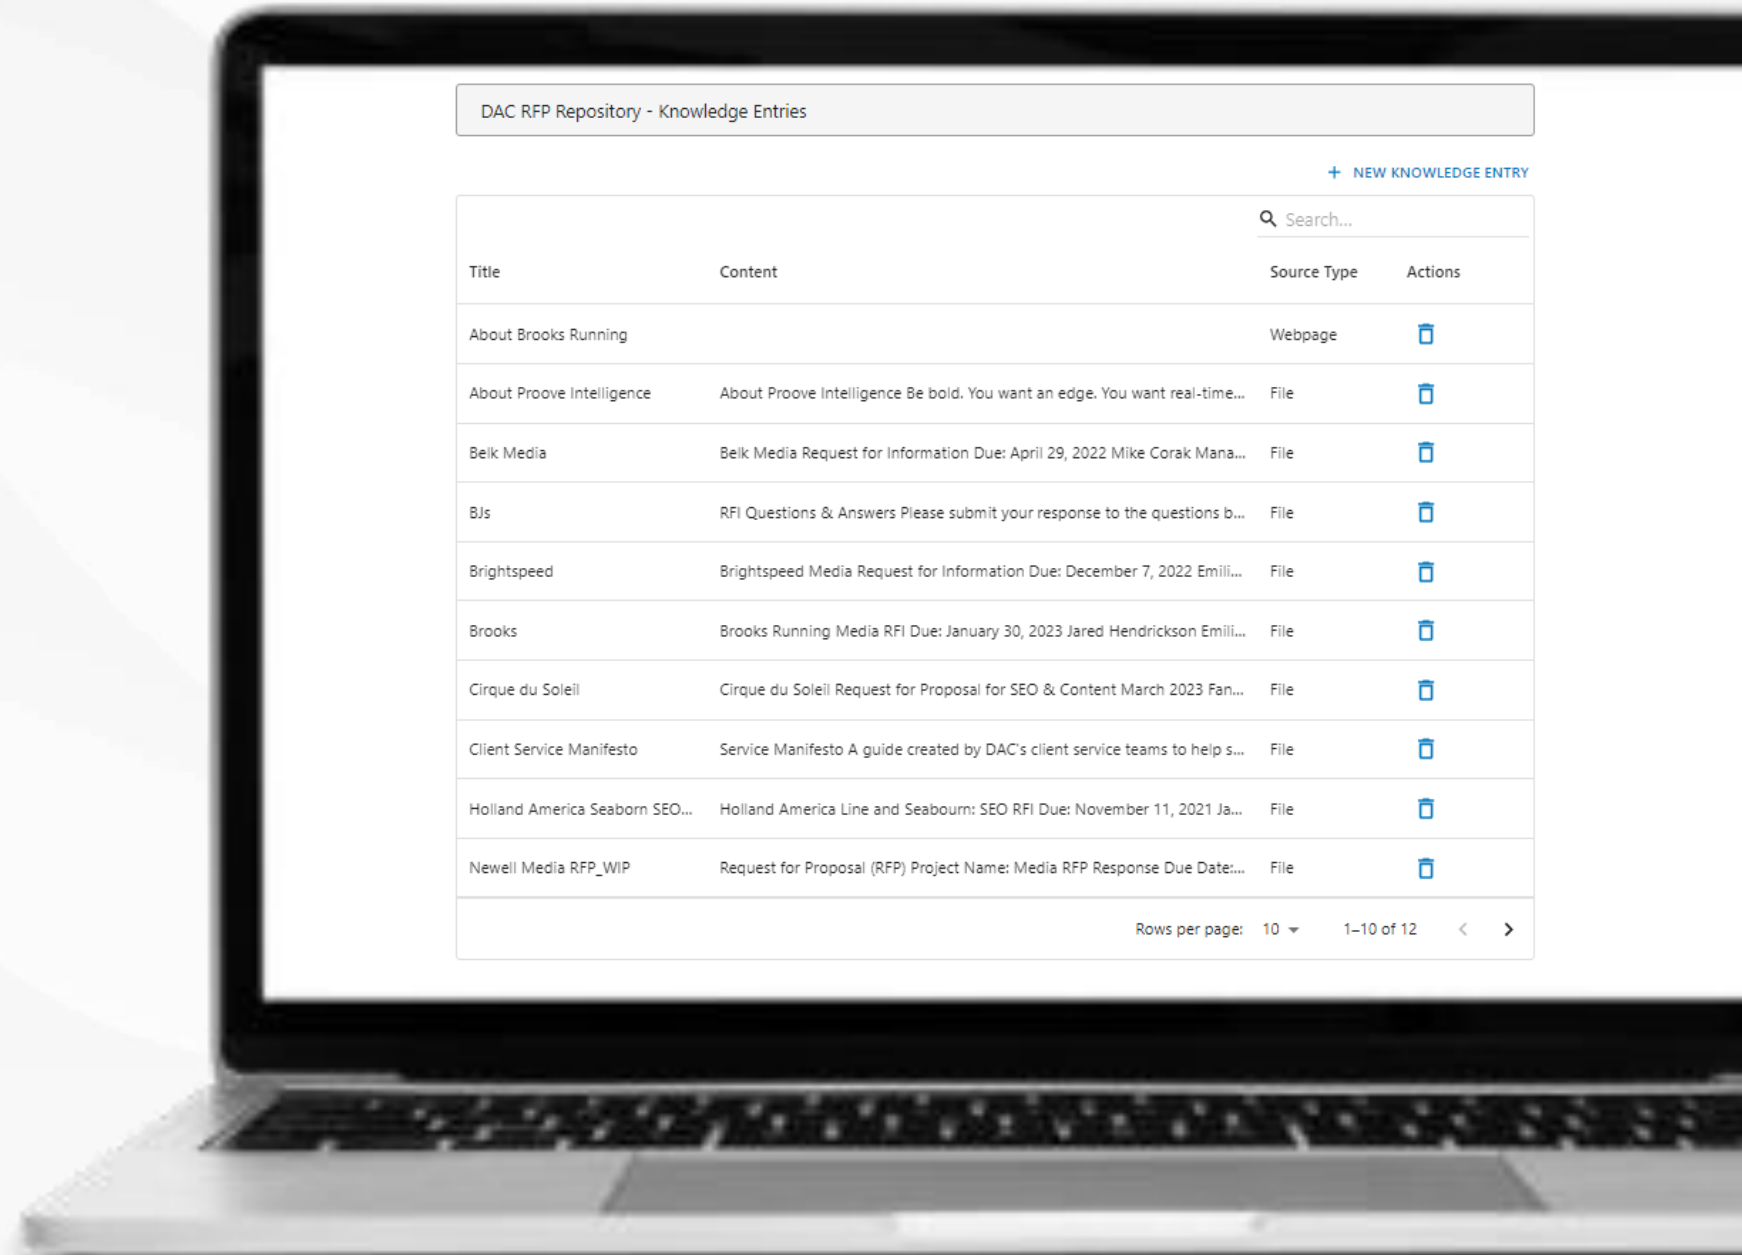 DAC RFP Repository - Knowledge Entries
+ NEW KNOWLEDGE ENTRY
Search...
Title Content Source Type Actions
About Brooks Running Webpage
About Proove Intelligence About Proove Intelligence Be bold. You want an edge. You want real-time... File
Belk Media Belk Media Request for Information Due: April 29, 2022 Mike Corak Mana... File
BJs RFI Questions & Answers Please submit your response to the questions b... File
Brightspeed Brightspeed Media Request for Information Due: December 7, 2022 Emili... File
Brooks Brooks Running Media RFI Due: January 30, 2023 Jared Hendrickson Emili... File
Cirque du Soleil Cirque du Soleil Request for Proposal for SEO & Content March 2023 Fan... File
Client Service Manifesto Service Manifesto A guide created by DAC's client service teams to help s... File
Holland America Seaborn SEO... Holland America Line and Seabourn: SEO RFI Due: November 11, 2021 Ja... File
Newell Media RFP_WIP Request for Proposal (RFP) Project Name: Media RFP Response Due Date:... File
Rows per page: 10 1–10 of 12